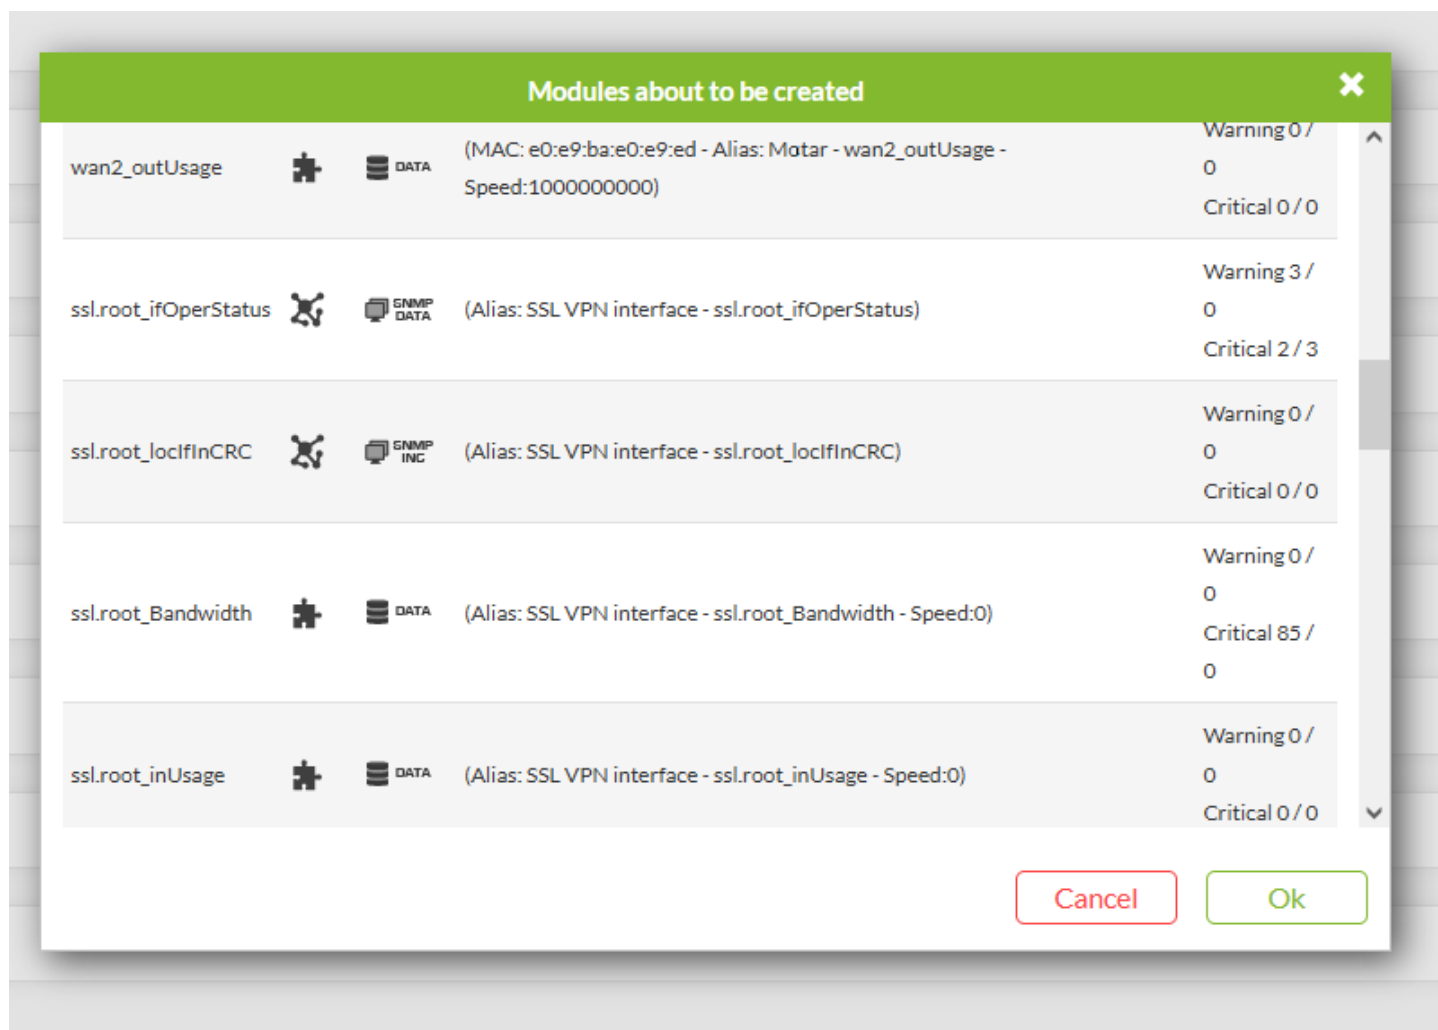 Modules about to be created
wan2_outUsage
DATA
(MAC: e0:e9:ba:e0:e9:ed - Alias: Matar - wan2_outUsage -
Speed:1000000000)
Warning 0 /
0
Critical 0 / 0
ssl.root_ifOperStatus
SNMP
DATA
(Alias: SSL VPN interface - ssl.root_ifOperStatus)
Warning 3 /
0
Critical 2 / 3
ssl.root_locIfInCRC
SNMP
INC
(Alias: SSL VPN interface - ssl.root_locIfInCRC)
Warning 0 /
0
Critical 0 / 0
ssl.root_Bandwidth
DATA
(Alias: SSL VPN interface - ssl.root_Bandwidth - Speed:0)
Warning 0 /
0
Critical 85 /
0
ssl.root_inUsage
DATA
(Alias: SSL VPN interface - ssl.root_inUsage - Speed:0)
Warning 0 /
0
Critical 0 / 0
Cancel
Ok